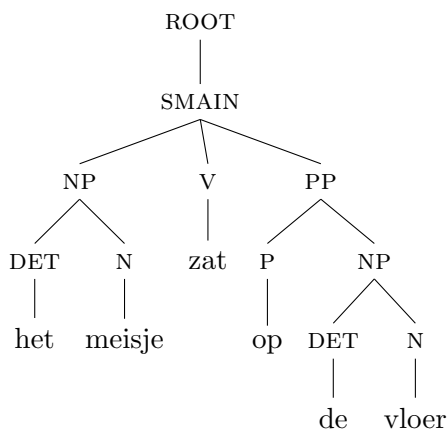 ROOT
SMAIN
NP V PP
DET N zat P NP
het meisje op DET N
de vloer